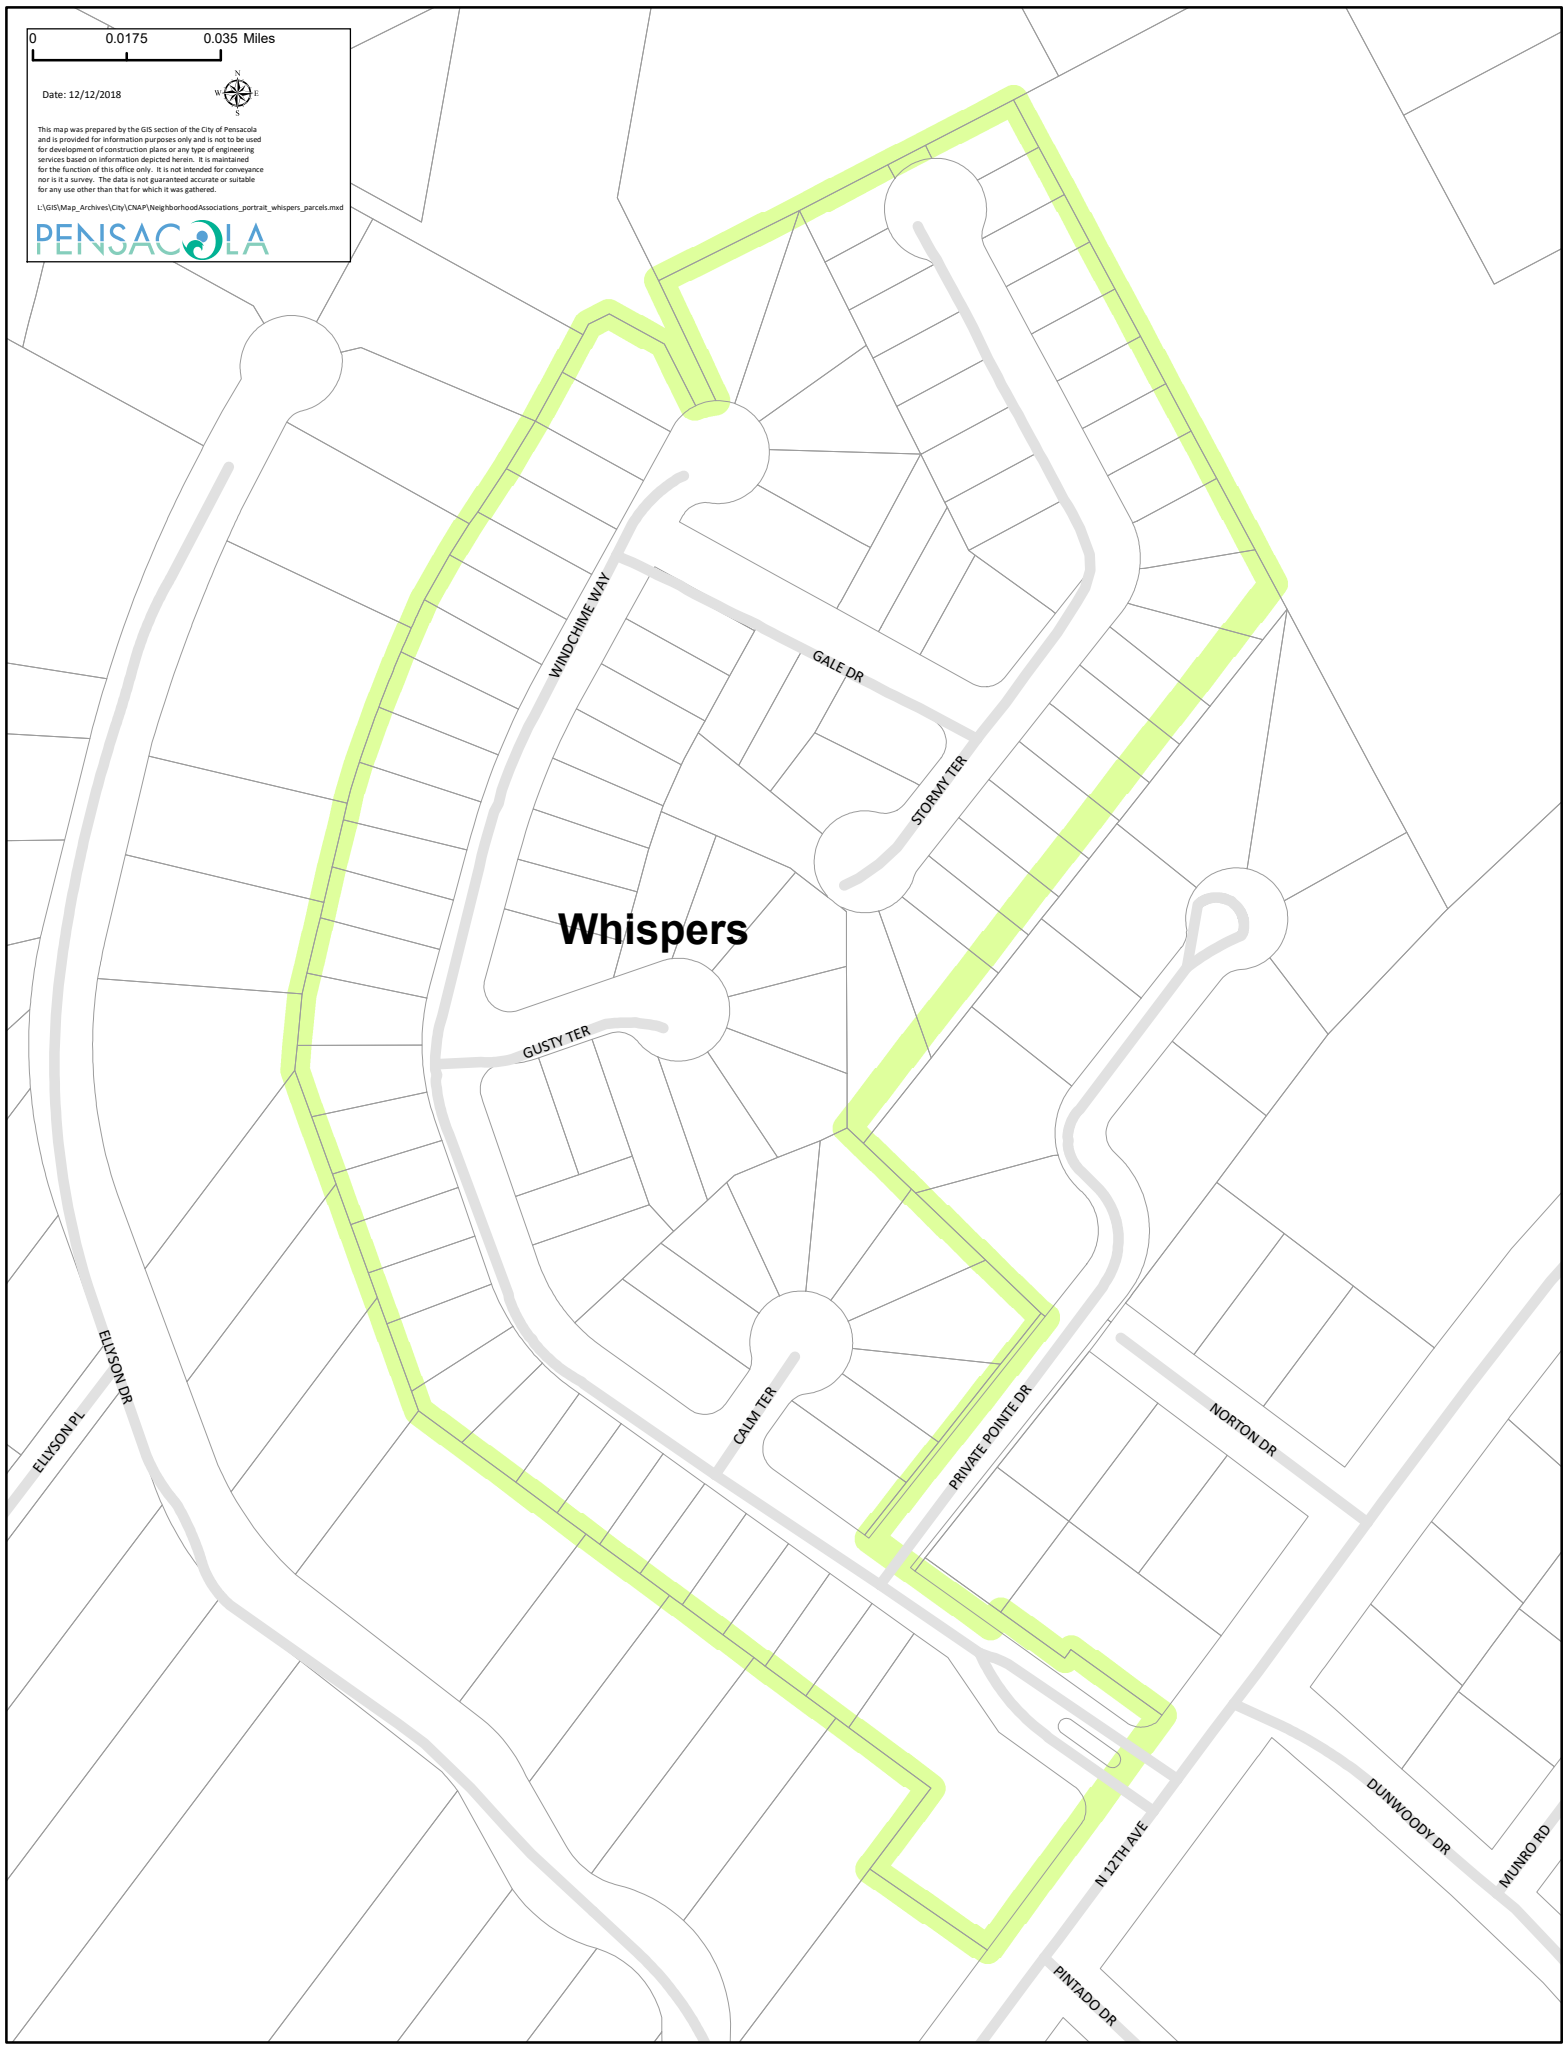 0 0.0175 0.035 Miles
Date: 12/12/2018
N
W E
S
This map was prepared by the GIS section of the City of Pensacola
and is provided for information purposes only and is not to be used
for development of construction plans or any type of engineering
services based on information depicted herein. It is maintained
for the function of this office only. It is not intended for conveyance
nor is it a survey. The data is not guaranteed accurate or suitable
for any use other than that for which it was gathered.
L:\GIS\Map_Archives\City\CNAP\NeighborhoodAssociations_portrait_whispers_parcels.mxd
PENSACOLA
WINDCHIME WAY
GALE DR
STORMY TER
Whispers
GUSTY TER
ELLYSON DR
ELLYSON PL
CALM TER
PRIVATE POINTE DR
NORTON DR
N 12TH AVE
DUNWOODY DR
MUNRO RD
PINTADO DR